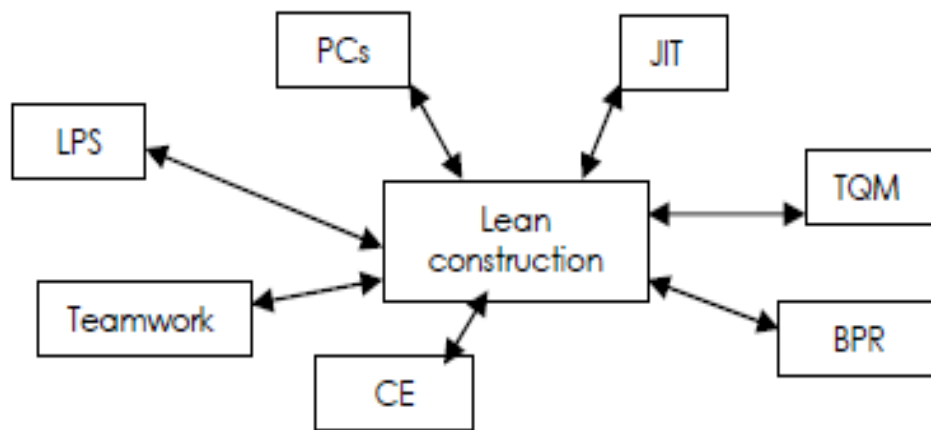 PCs
JIT
LPS
TQM
Lean
construction
Teamwork
BPR
CE